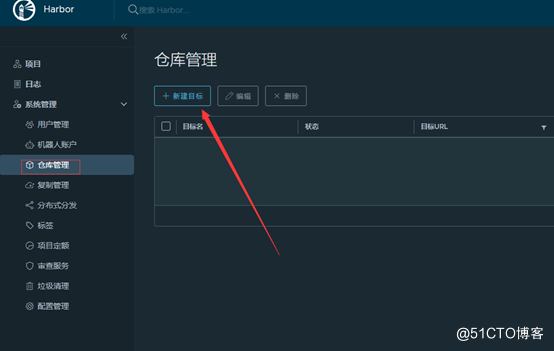 Harbor
搜索 Harbor...
项目
日志
系统管理
用户管理
机器人账户
仓库管理
复制管理
分布式分发
标签
项目定额
审查服务
垃圾清理
配置管理
仓库管理
新建目标 编辑 删除
目标名 状态 目标URL
@51CTO博客